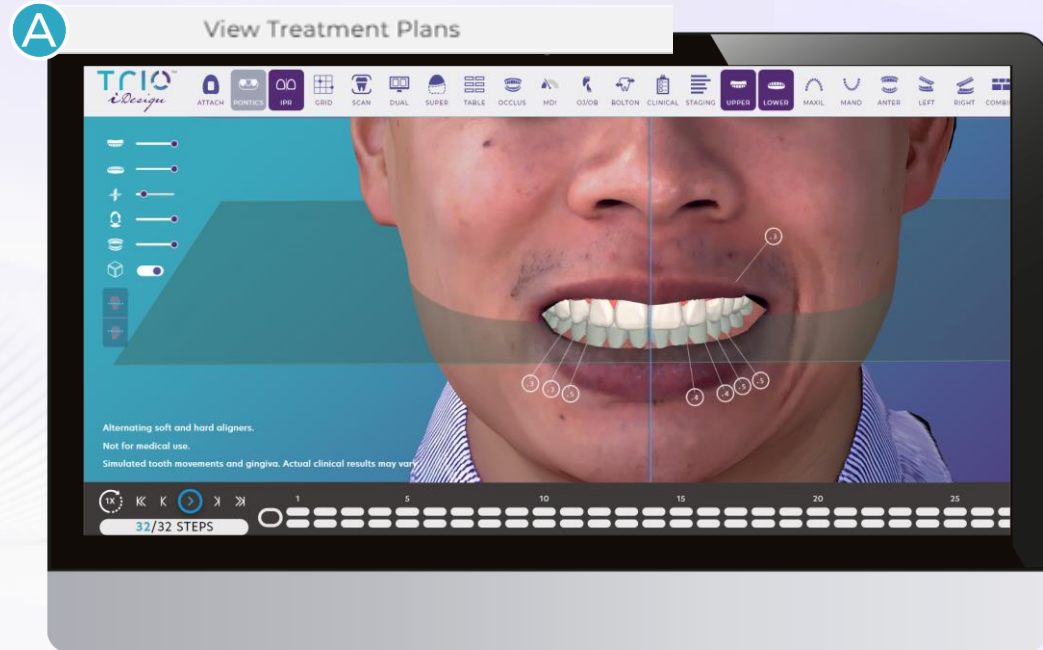 A
View Treatment Plans
TRIO™
iDesign
ATTACH PONTICS IPR GRID SCAN DUAL SUPER TABLE OCCLUS MDI OJ/OB BOLTON CLINICAL STAGING UPPER LOWER MAXIL MAND ANTER LEFT RIGHT COMBI
.3
.3 .3 .5 .4 .4 .5 .5
Alternating soft and hard aligners.
Not for medical use.
Simulated tooth movements and gingiva. Actual clinical results may vary
1X 1 5 10 15 20 25
32/32 STEPS